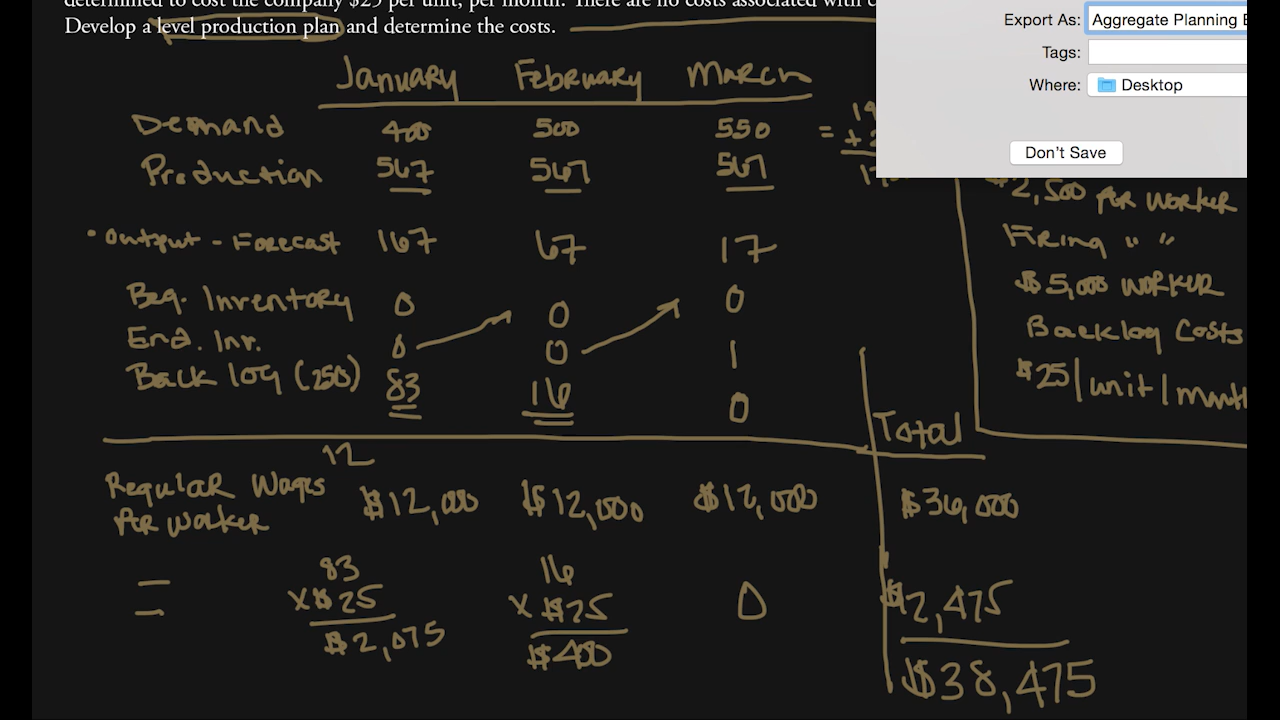 determined to cost the company $25 per unit, per month. There are no costs associated with c
Develop a level production plan and determine the costs.
Export As: Aggregate Planning E
Tags:
Where: Desktop
Don't Save
January February March
Demand 400 500 550 =
Production 567 567 567
$2,500 per worker
Firing " "
$5,000 worker
Backlog Costs
$25/unit/month
• Output - Forecast 167 67 17
Beg. Inventory 0 0 0
End. Inv. 0 0 1
Back log (250) 83 16 0
Total
12
Regular Wages $12,000 $12,000 $12,000 $36,000
Per worker
83 16
= x $25 x $25 0 $2,475
$2,075 $400
$38,475